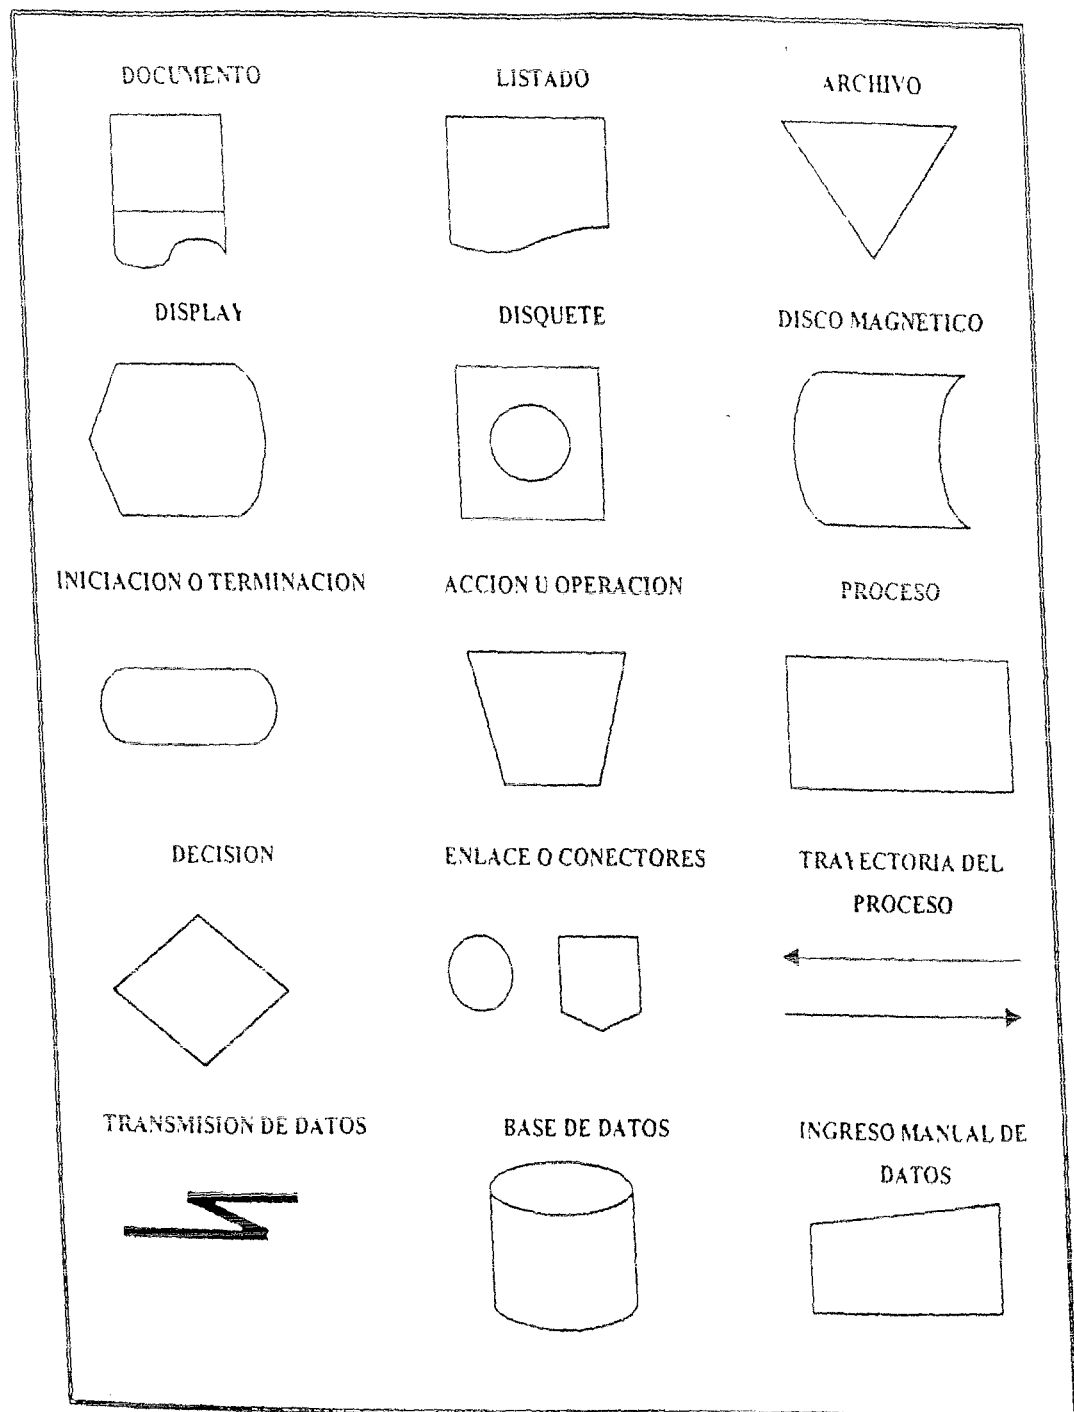 DOCUMENTO
LISTADO
ARCHIVO
DISPLAY
DISQUETE
DISCO MAGNETICO
INICIACION O TERMINACION
ACCION U OPERACION
PROCESO
DECISION
ENLACE O CONECTORES
TRAYECTORIA DEL
PROCESO
TRANSMISION DE DATOS
BASE DE DATOS
INGRESO MANUAL DE
DATOS